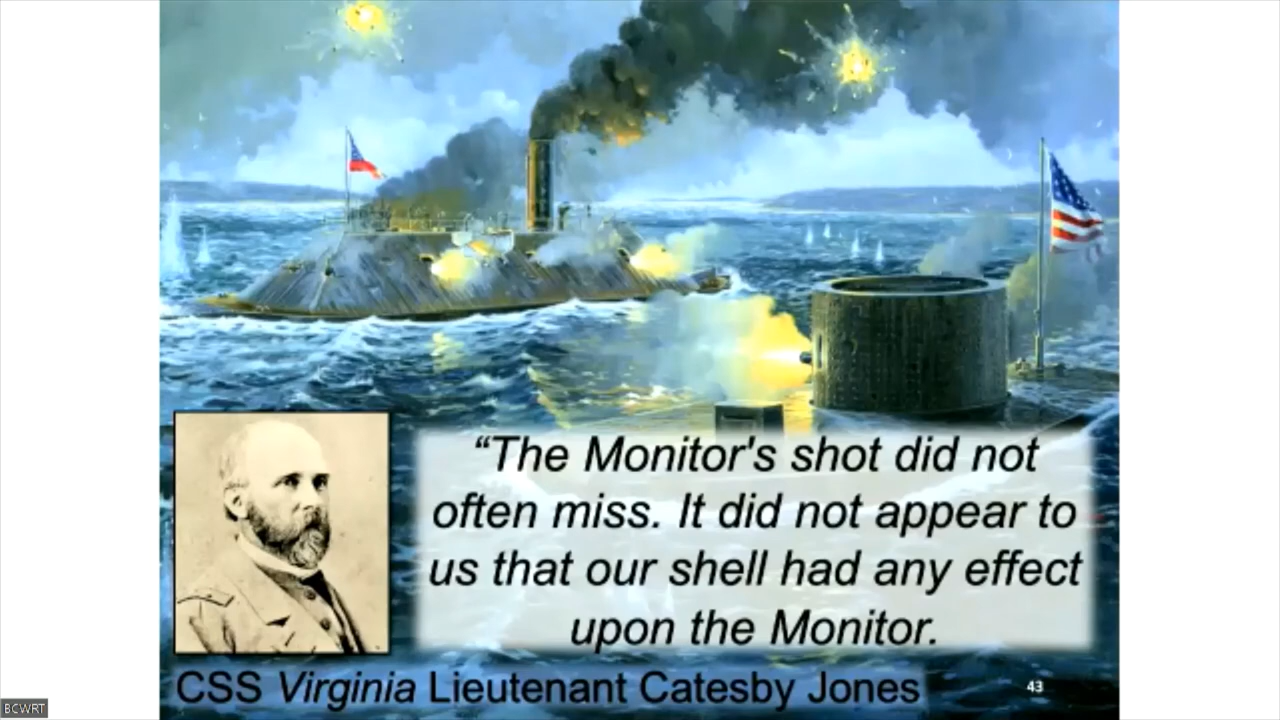 “The Monitor's shot did not
often miss. It did not appear to
us that our shell had any effect
upon the Monitor.
CSS Virginia Lieutenant Catesby Jones
43
BCWRT